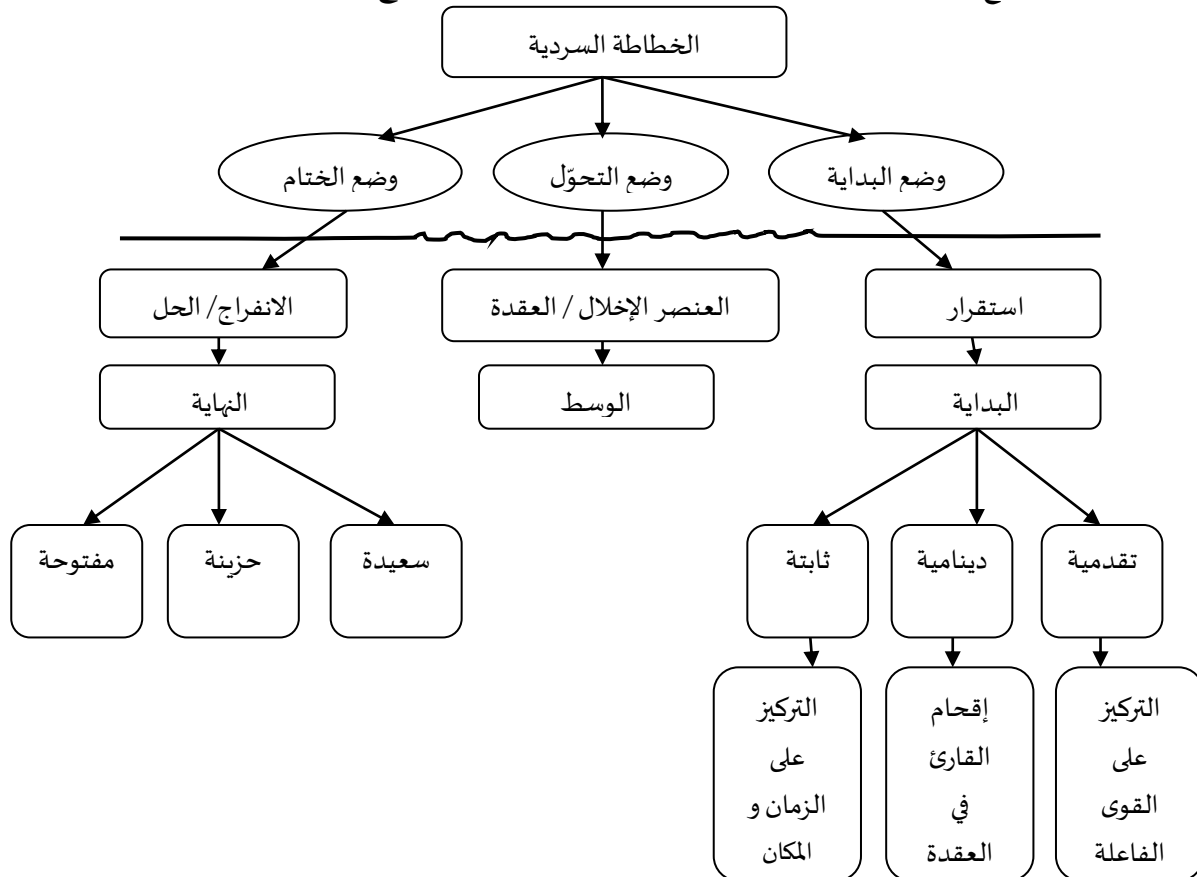 الخطاطة السردية
وضع البداية
وضع التحوّل
وضع الختام
استقرار
العنصر الإخلال / العقدة
الانفراج/ الحل
البداية
الوسط
النهاية
تقدمية
دينامية
ثابتة
سعيدة
حزينة
مفتوحة
التركيز
على
القوى
الفاعلة
إقحام
القارئ
في
العقدة
التركيز
على
الزمان و
المكان